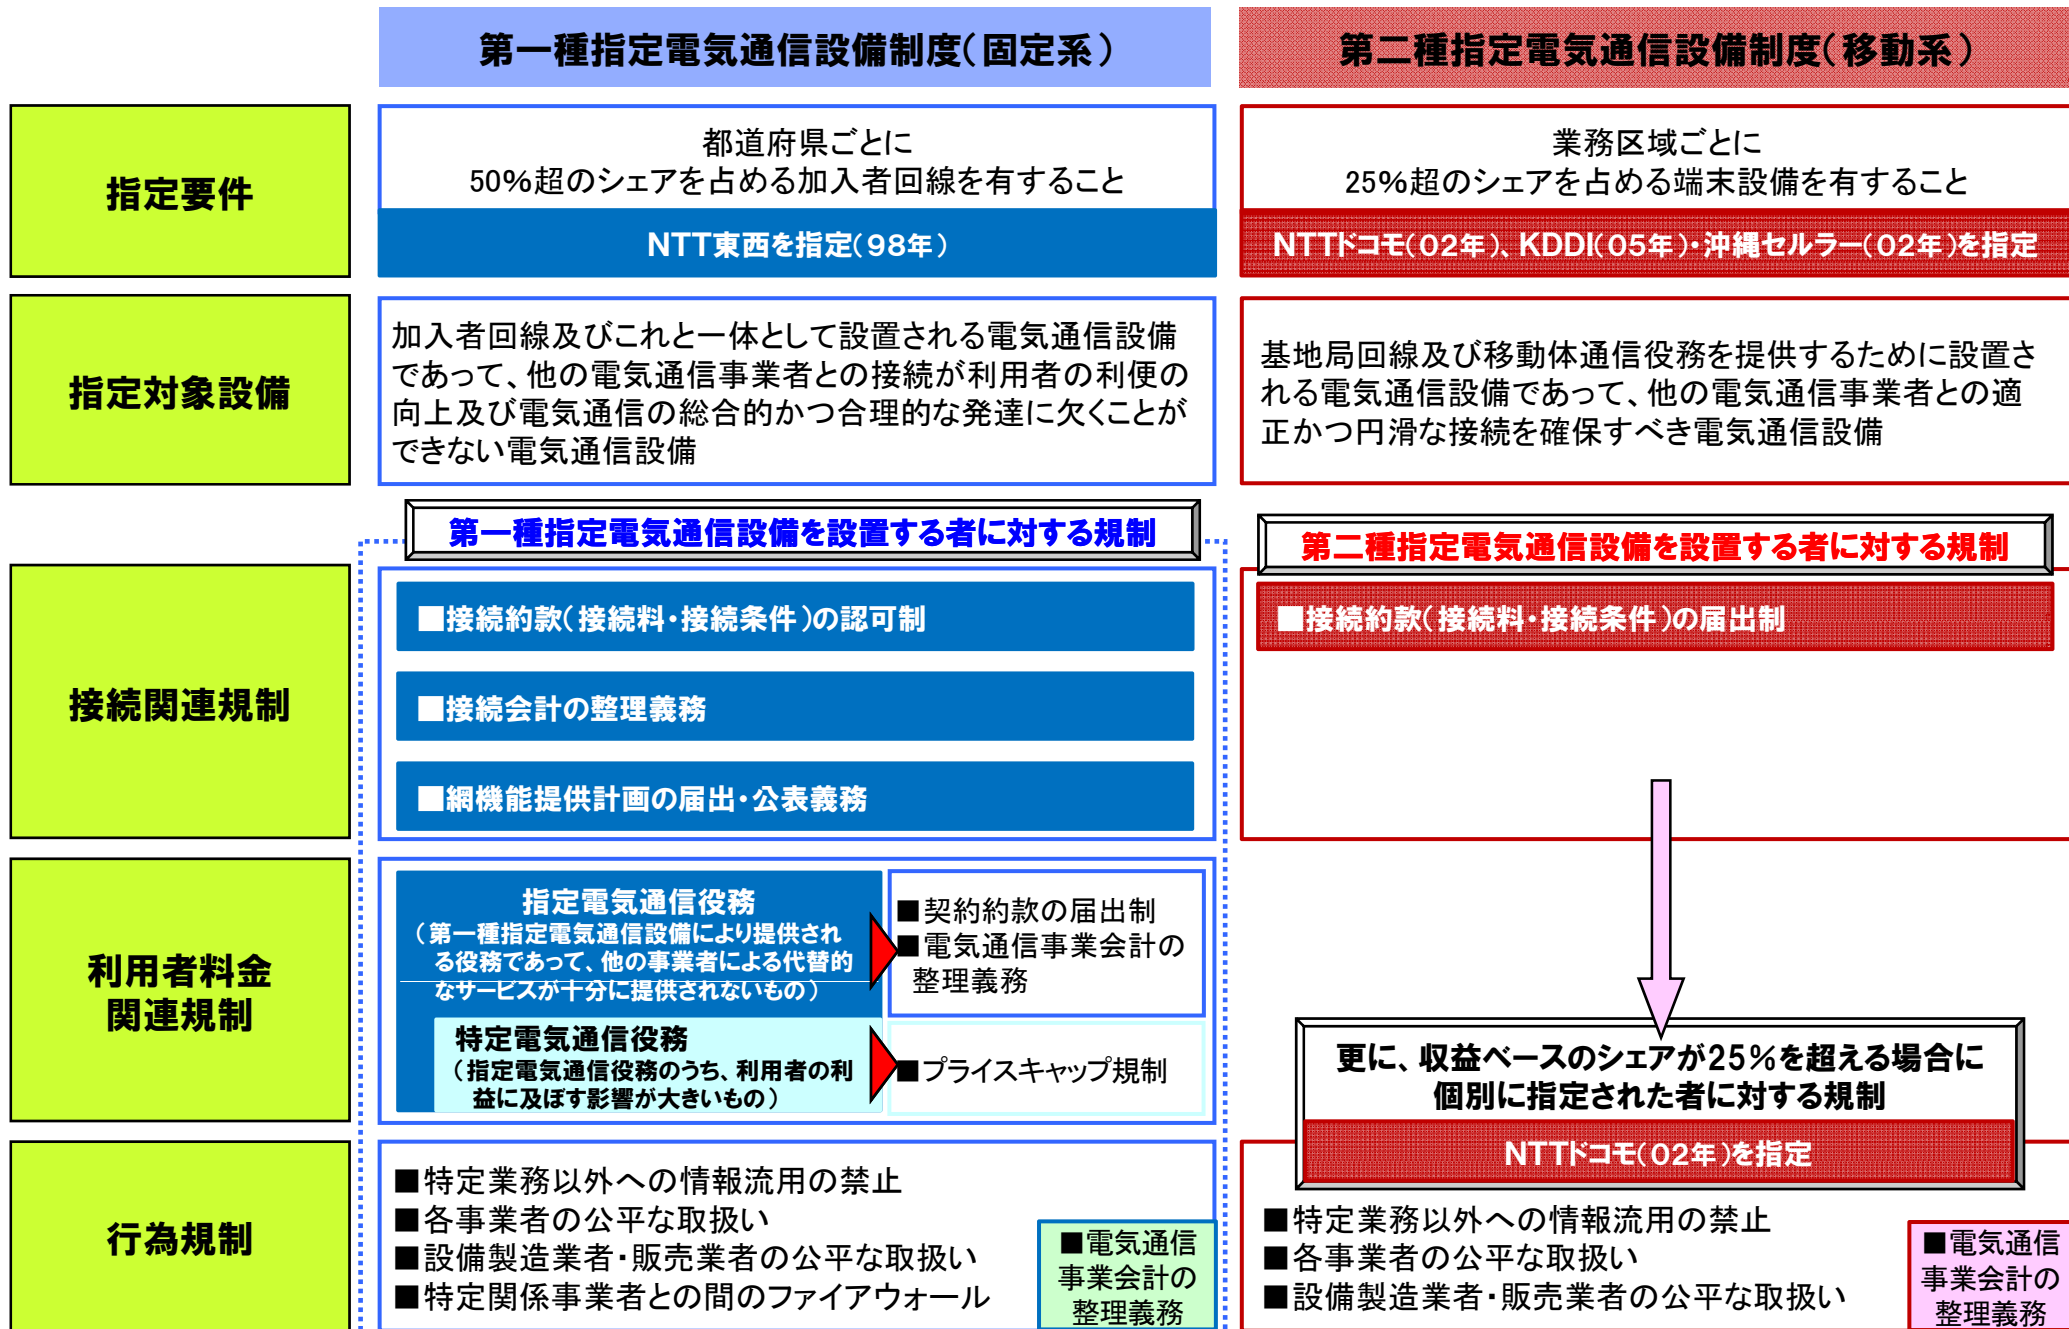 第一種指定電気通信設備制度(固定系)
第二種指定電気通信設備制度(移動系)
指定要件
都道府県ごとに
50%超のシェアを占める加入者回線を有すること
NTT東西を指定(98年)
業務区域ごとに
25%超のシェアを占める端末設備を有すること
NTTドコモ(02年)、KDDI(05年)・沖縄セルラー(02年)を指定
指定対象設備
加入者回線及びこれと一体として設置される電気通信設備
であって、他の電気通信事業者との接続が利用者の利便の
向上及び電気通信の総合的かつ合理的な発達に欠くことが
できない電気通信設備
基地局回線及び移動体通信役務を提供するために設置さ
れる電気通信設備であって、他の電気通信事業者との適
正かつ円滑な接続を確保すべき電気通信設備
第一種指定電気通信設備を設置する者に対する規制
第二種指定電気通信設備を設置する者に対する規制
接続関連規制
■接続約款(接続料・接続条件)の認可制
■接続会計の整理義務
■網機能提供計画の届出・公表義務
■接続約款(接続料・接続条件)の届出制
利用者料金
関連規制
指定電気通信役務
(第一種指定電気通信設備により提供され
る役務であって、他の事業者による代替的
なサービスが十分に提供されないもの)
■契約約款の届出制
■電気通信事業会計の
整理義務
特定電気通信役務
(指定電気通信役務のうち、利用者の利
益に及ぼす影響が大きいもの)
■プライスキャップ規制
更に、収益ベースのシェアが25%を超える場合に
個別に指定された者に対する規制
NTTドコモ(02年)を指定
行為規制
■特定業務以外への情報流用の禁止
■各事業者の公平な取扱い
■設備製造業者・販売業者の公平な取扱い
■特定関係事業者との間のファイアウォール
■電気通信
事業会計の
整理義務
■特定業務以外への情報流用の禁止
■各事業者の公平な取扱い
■設備製造業者・販売業者の公平な取扱い
■電気通信
事業会計の
整理義務